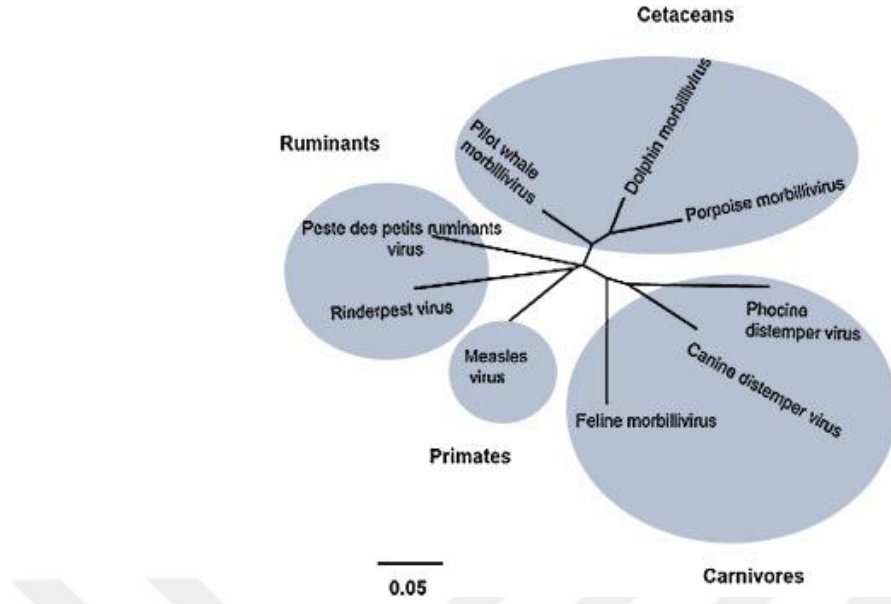 Cetaceans
Pilot whale
morbillivirus
Dolphin morbillivirus
Porpoise morbillivirus
Ruminants
Peste des petits ruminants
virus
Rinderpest virus
Measles
virus
Primates
Phocine
distemper virus
Canine distemper virus
Feline morbillivirus
Carnivores
0.05